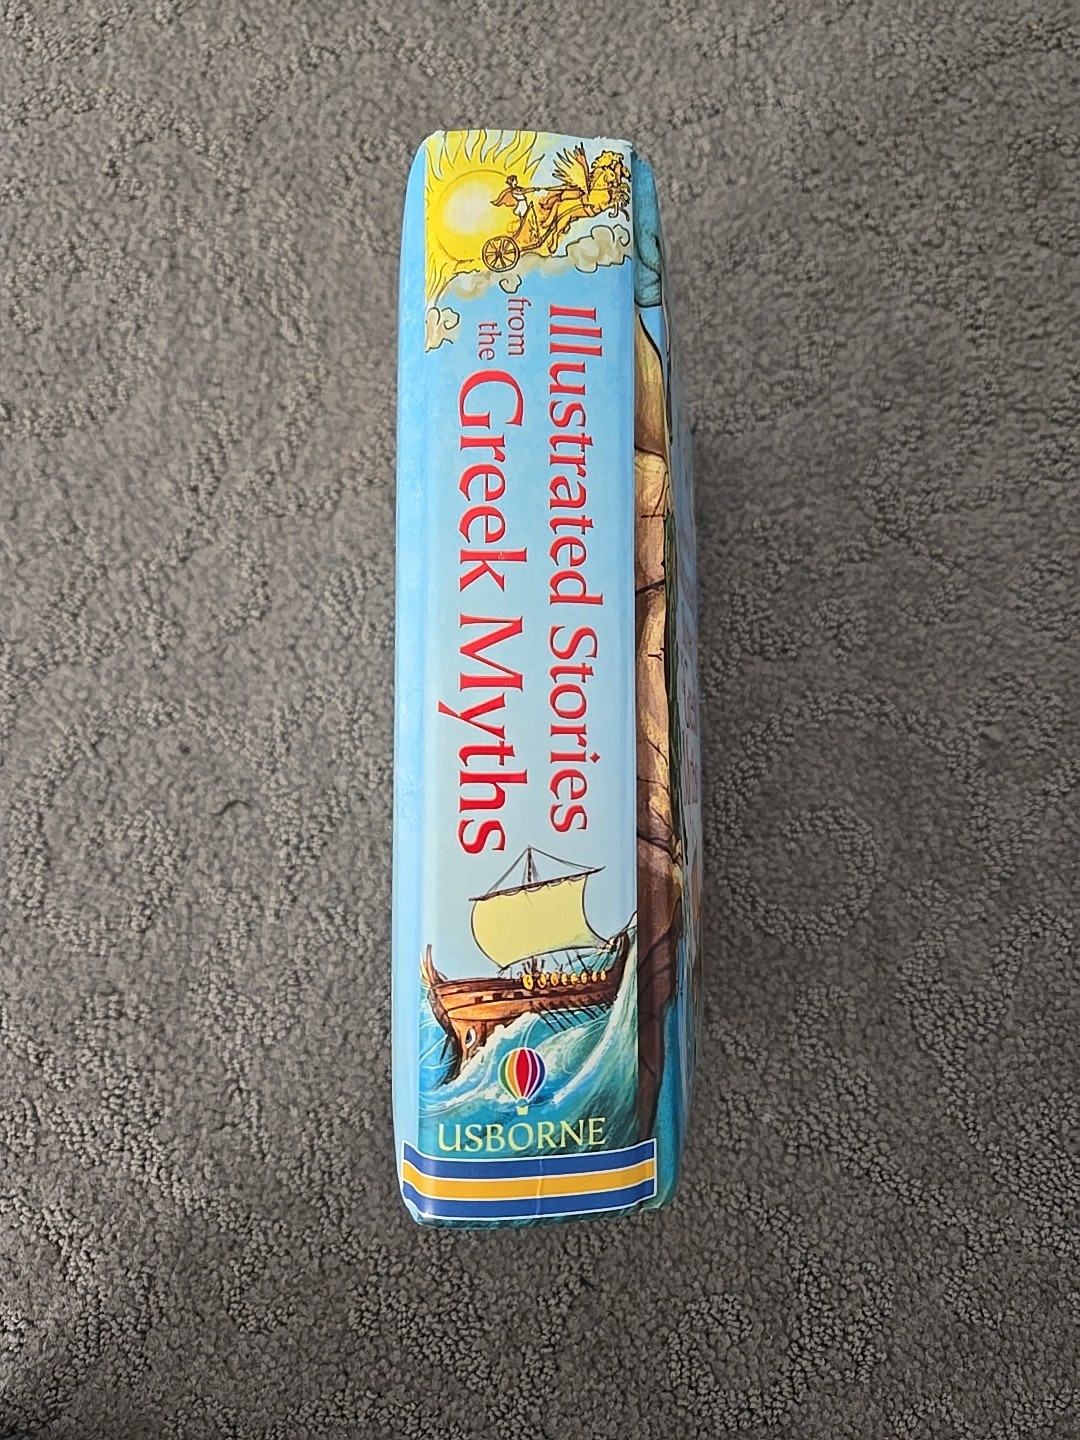 Illustrated Stories
from
the
Greek Myths
USBORNE